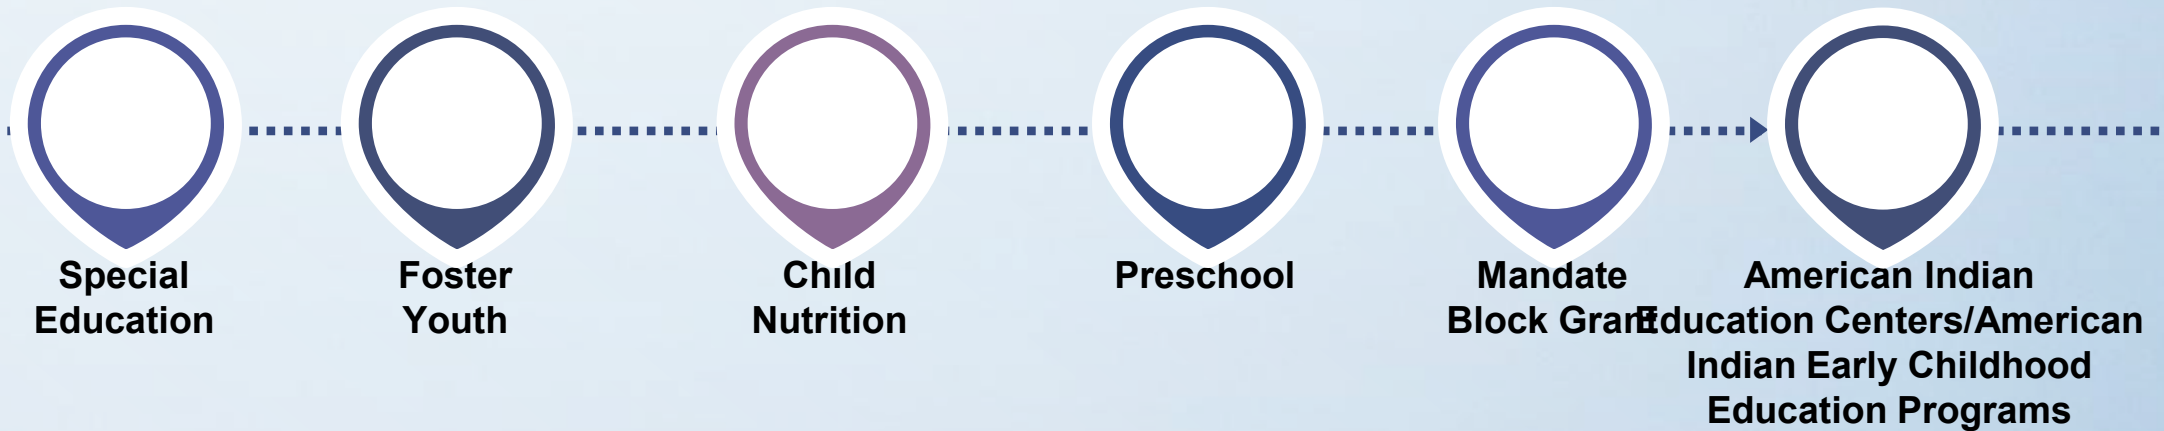 Special
Education
Foster
Youth
Child
Nutrition
Preschool
Mandate
Block Grant
American Indian
Education Centers/American
Indian Early Childhood
Education Programs